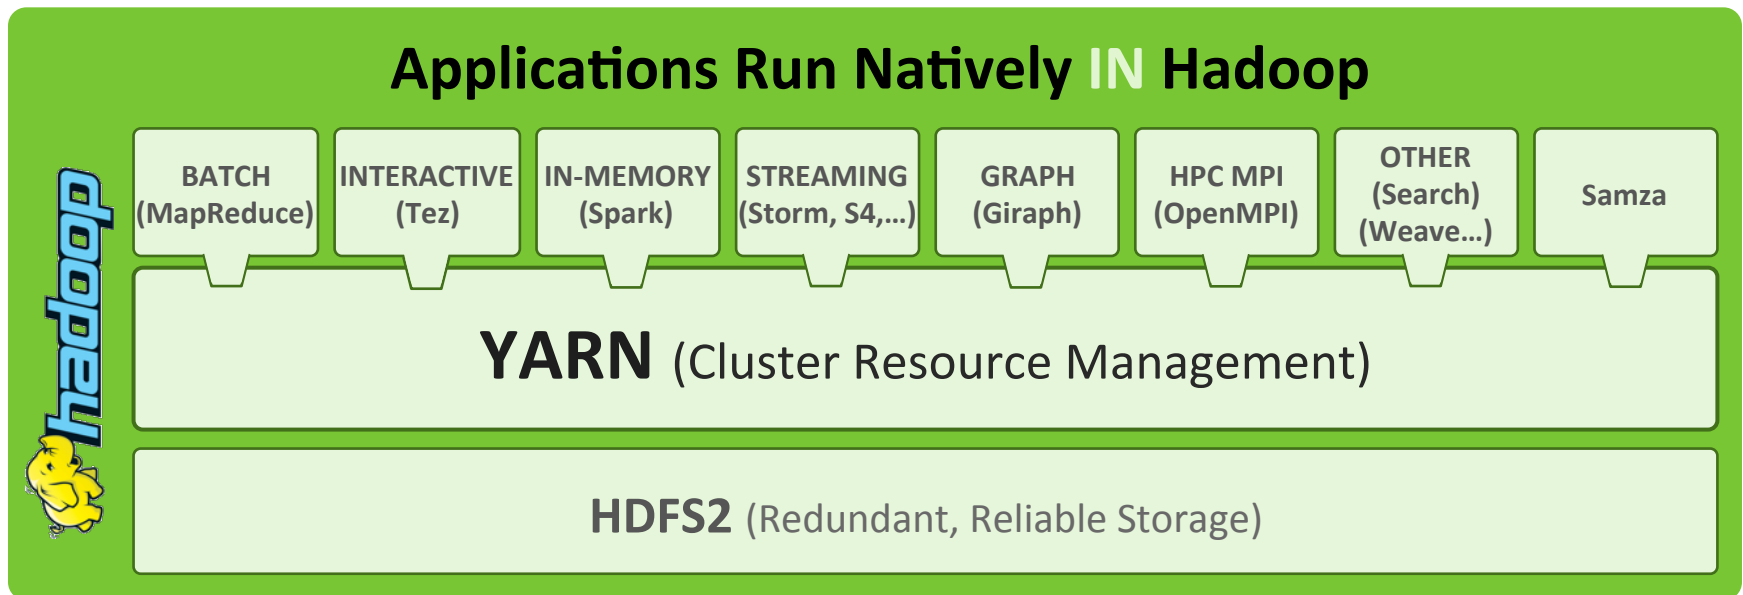 Applications Run Natively IN Hadoop
BATCH
(MapReduce)
INTERACTIVE
(Tez)
IN-MEMORY
(Spark)
STREAMING
(Storm, S4,...)
GRAPH
(Giraph)
HPC MPI
(OpenMPI)
OTHER
(Search)
(Weave...)
Samza
hadoop
YARN (Cluster Resource Management)
HDFS2 (Redundant, Reliable Storage)